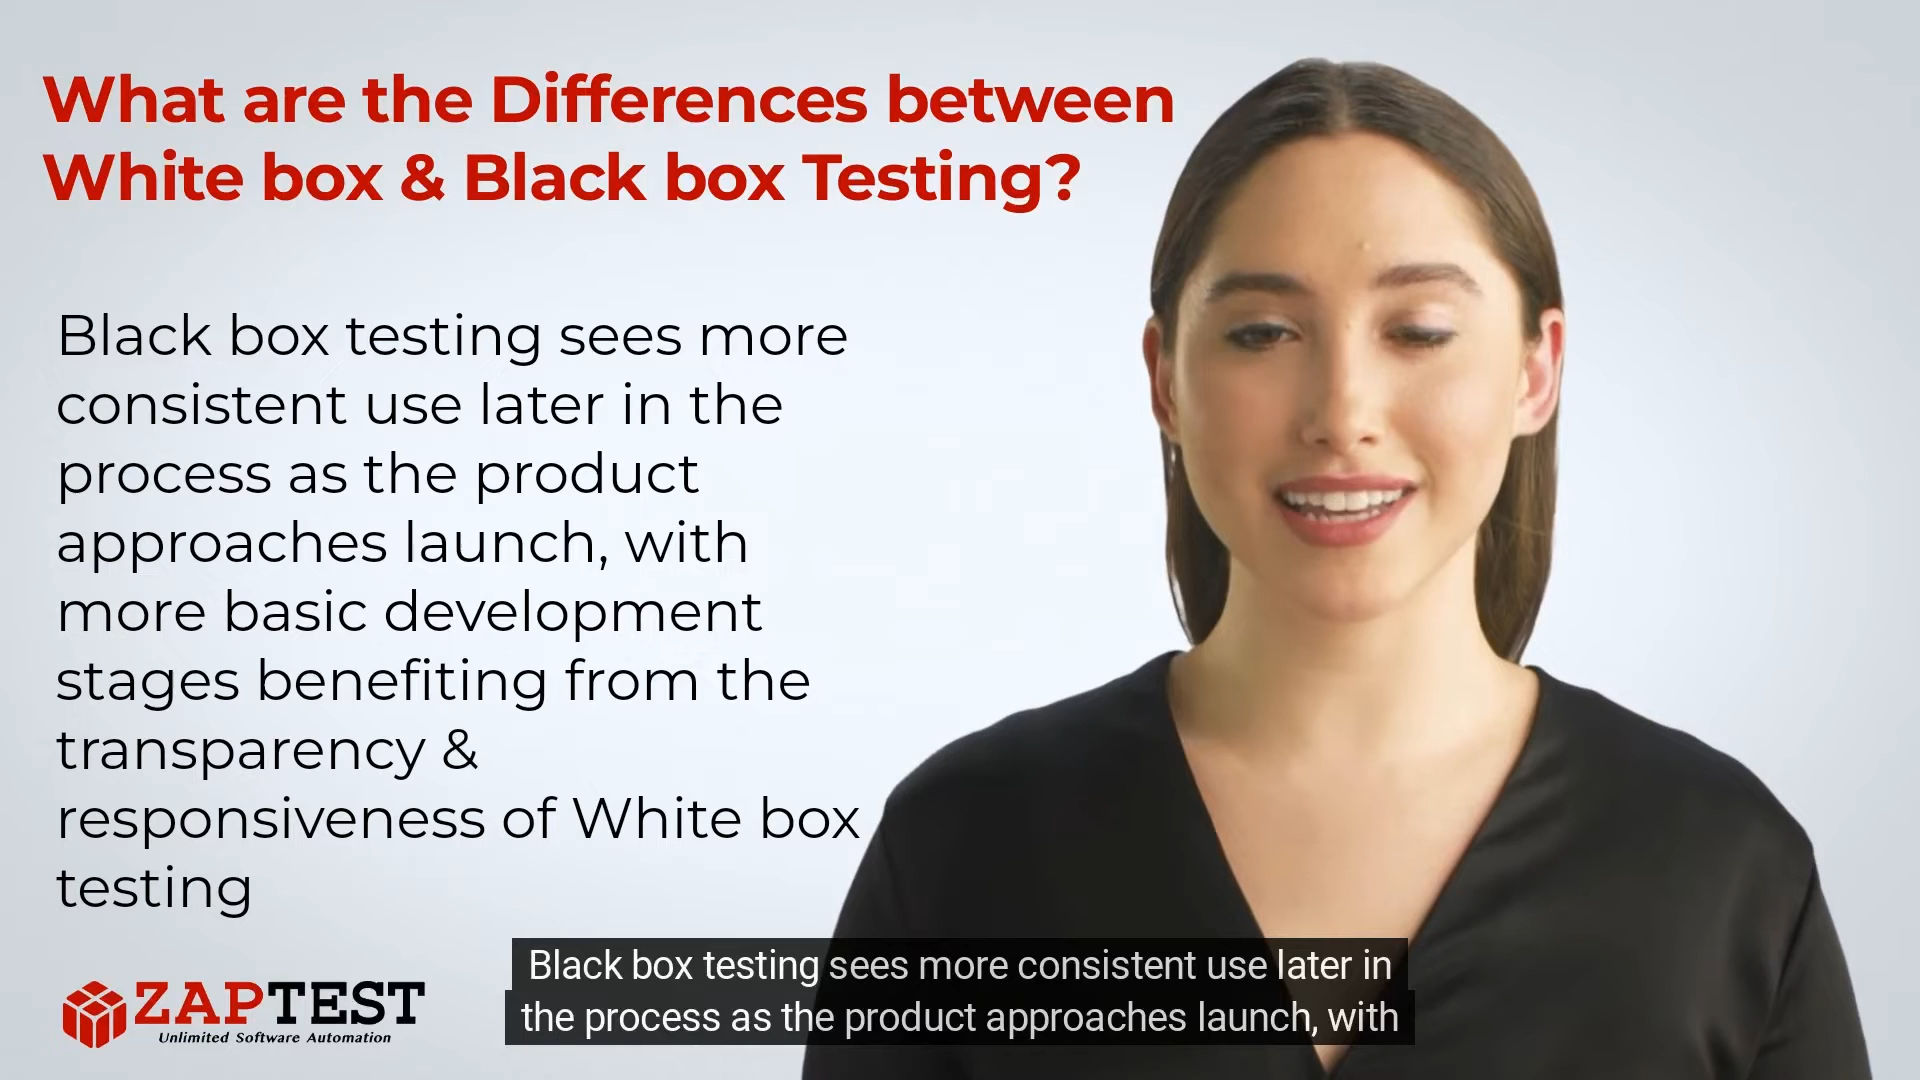 What are the Differences between
White box & Black box Testing?
Black box testing sees more
consistent use later in the
process as the product
approaches launch, with
more basic development
stages benefiting from the
transparency &
responsiveness of White box
testing
ZAPTEST
Unlimited Software Automation
Black box testing sees more consistent use later in
the process as the product approaches launch, with